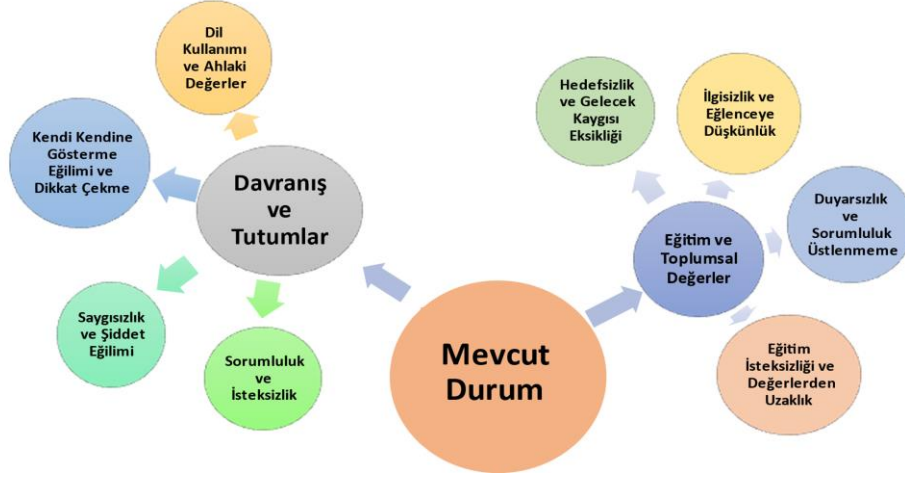 Dil
Kullanımı
ve Ahlaki
Değerler
Kendi Kendine
Gösterme
Eğilimi ve
Dikkat Çekme
Davranış
ve
Tutumlar
Saygısızlık
ve Şiddet
Eğilimi
Sorumluluk
ve
İsteksizlik
Mevcut
Durum
Hedefsizlik
ve Gelecek
Kaygısı
Eksikliği
İlgisizlik ve
Eğlenceye
Düşkünlük
Eğitim ve
Toplumsal
Değerler
Duyarsızlık
ve
Sorumluluk
Üstlenmeme
Eğitim
İsteksizliği ve
Değerlerden
Uzaklık